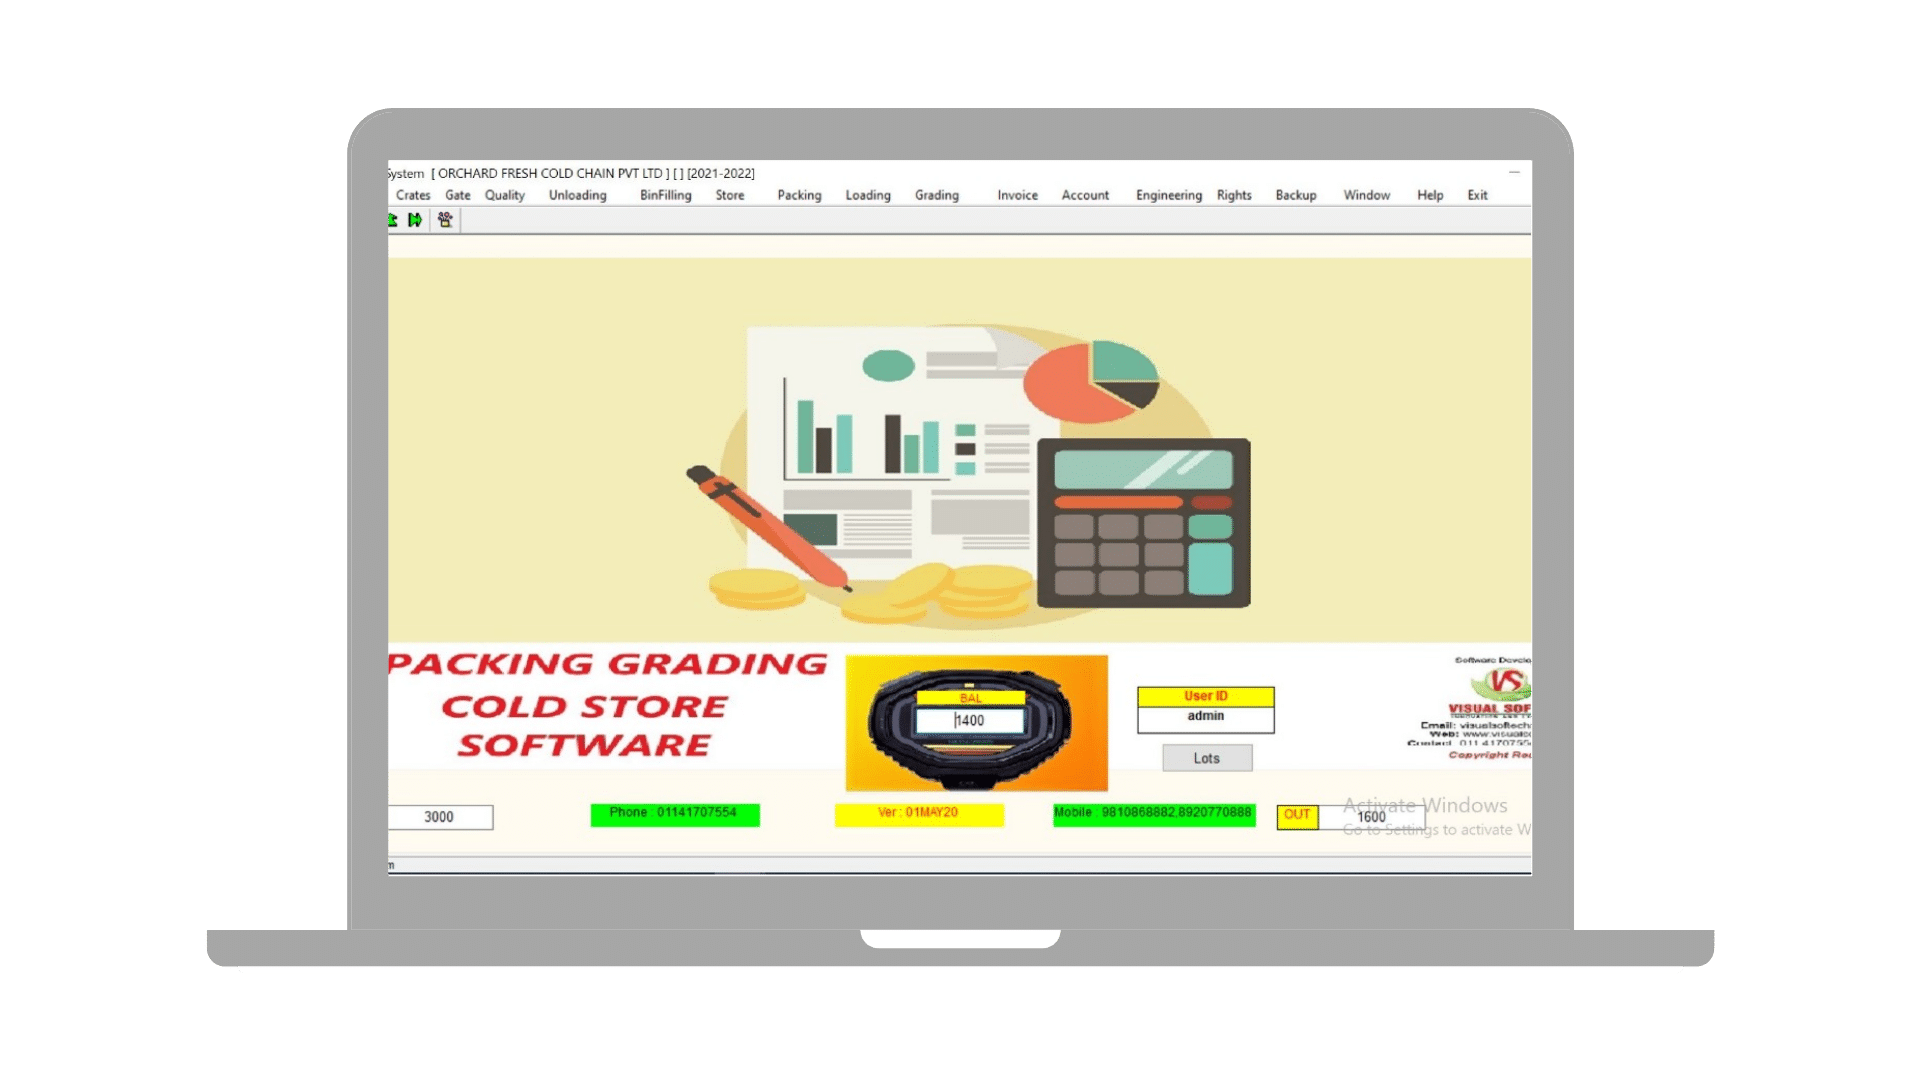 System [ ORCHARD FRESH COLD CHAIN PVT LTD ] [ ] [2021-2022]
Crates Gate Quality Unloading BinFilling Store Packing Loading Grading Invoice Account Engineering Rights Backup Window Help Exit
PACKING GRADING
COLD STORE
SOFTWARE
BAL
1400
User ID
admin
Lots
Software Develo
VS
VISUAL SOF
Email: visualsoftech
Web: www.visual
Contact 011 4170755
Copyright Re
3000
Phone : 01141707554
Ver : 01MAY20
Mobile : 9810868882,8920770888
OUT
1600
Activate Windows
Go to Settings to activate W